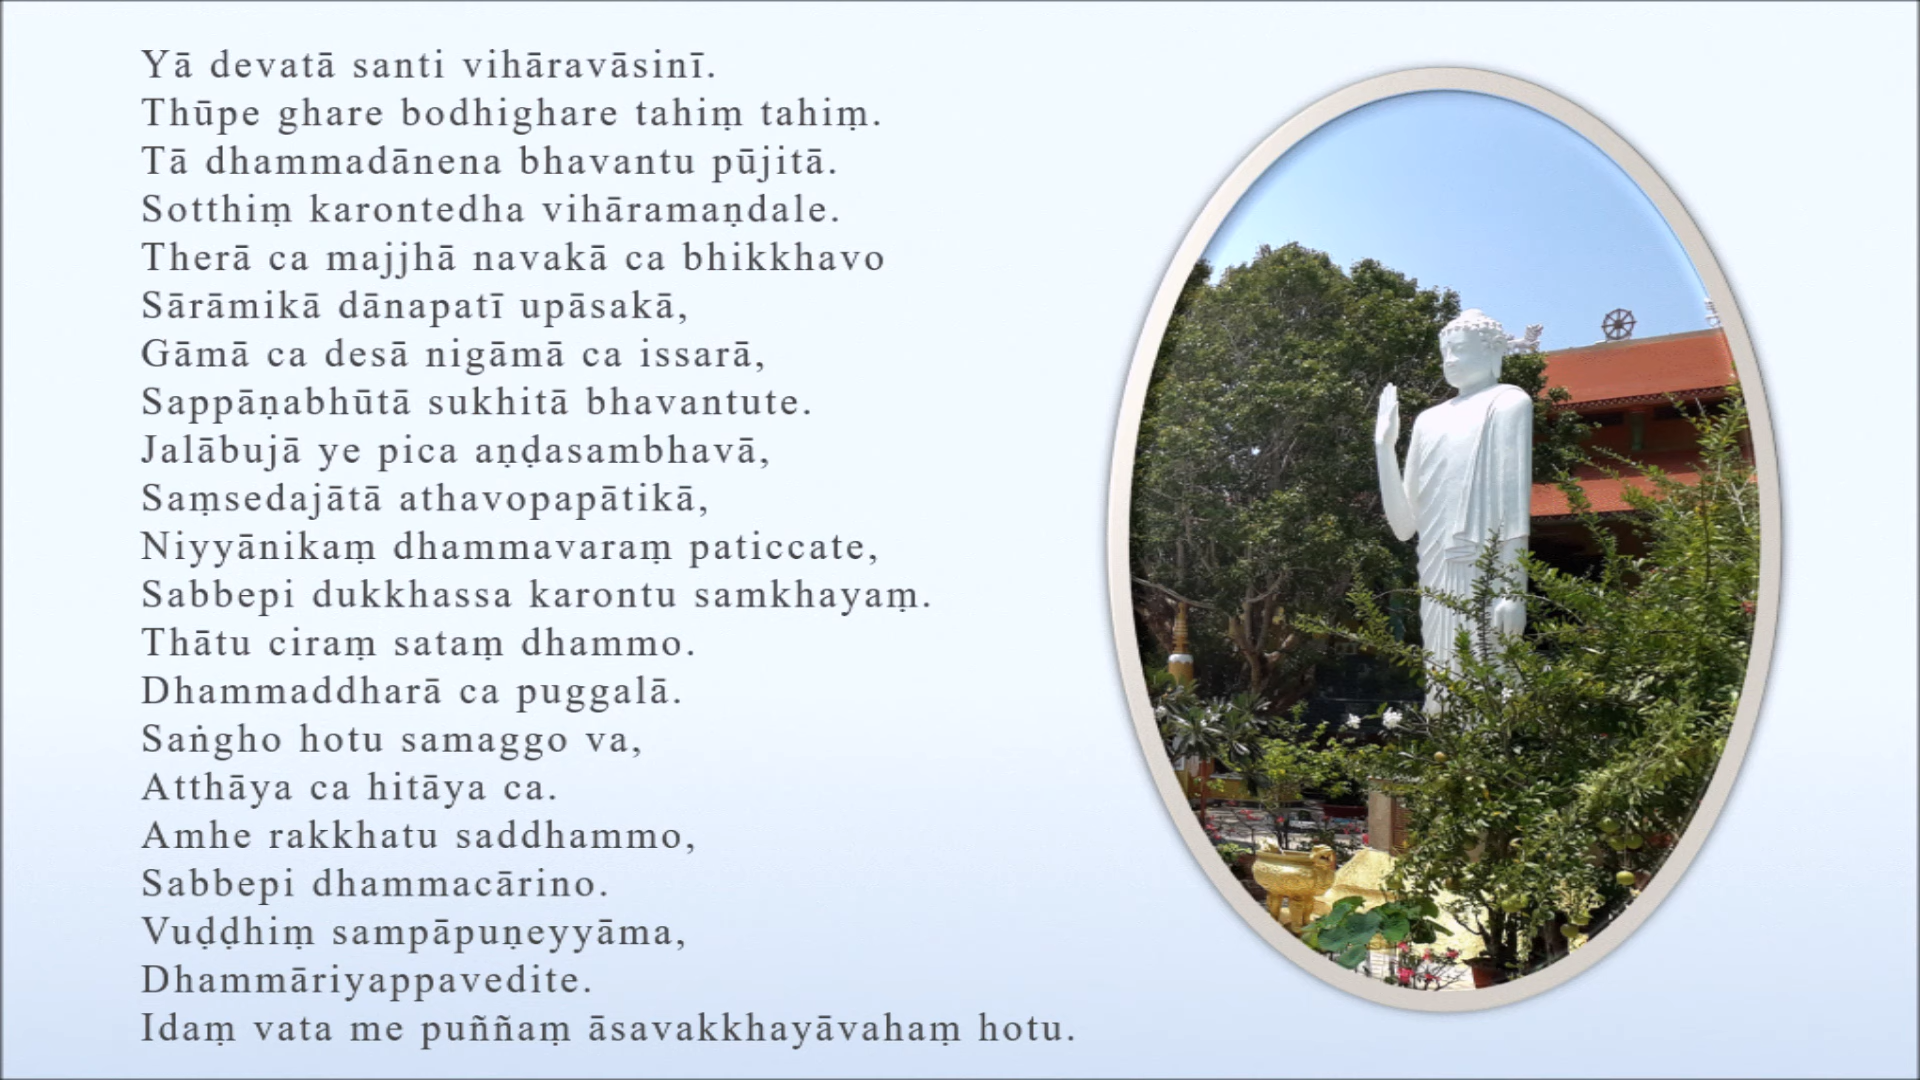 Yā devatā santi vihāravāsinī.
Thūpe ghare bodhighare tahiṃ tahiṃ.
Tā dhammadānena bhavantu pūjitā.
Sotthiṃ karontedha vihāramaṇdale.
Therā ca majjhā navakā ca bhikkhavo
Sārāmikā dānapatī upāsakā,
Gāmā ca desā nigāmā ca issarā,
Sappāṇabhūtā sukhitā bhavantute.
Jalābujā ye pica aṇḍasambhavā,
Saṃsedajātā athavopapātikā,
Niyyānikaṃ dhammavaraṃ paticcate,
Sabbepi dukkhassa karontu samkhayaṃ.
Thātu ciraṃ sataṃ dhammo.
Dhammaddharā ca puggalā.
Saṅgho hotu samaggo va,
Atthāya ca hitāya ca.
Amhe rakkhatu saddhammo,
Sabbepi dhammacārino.
Vuḍḍhiṃ sampāpuṇeyyāma,
Dhammāriyappavedite.
Idaṃ vata me puññaṃ āsavakkhayāvahaṃ hotu.